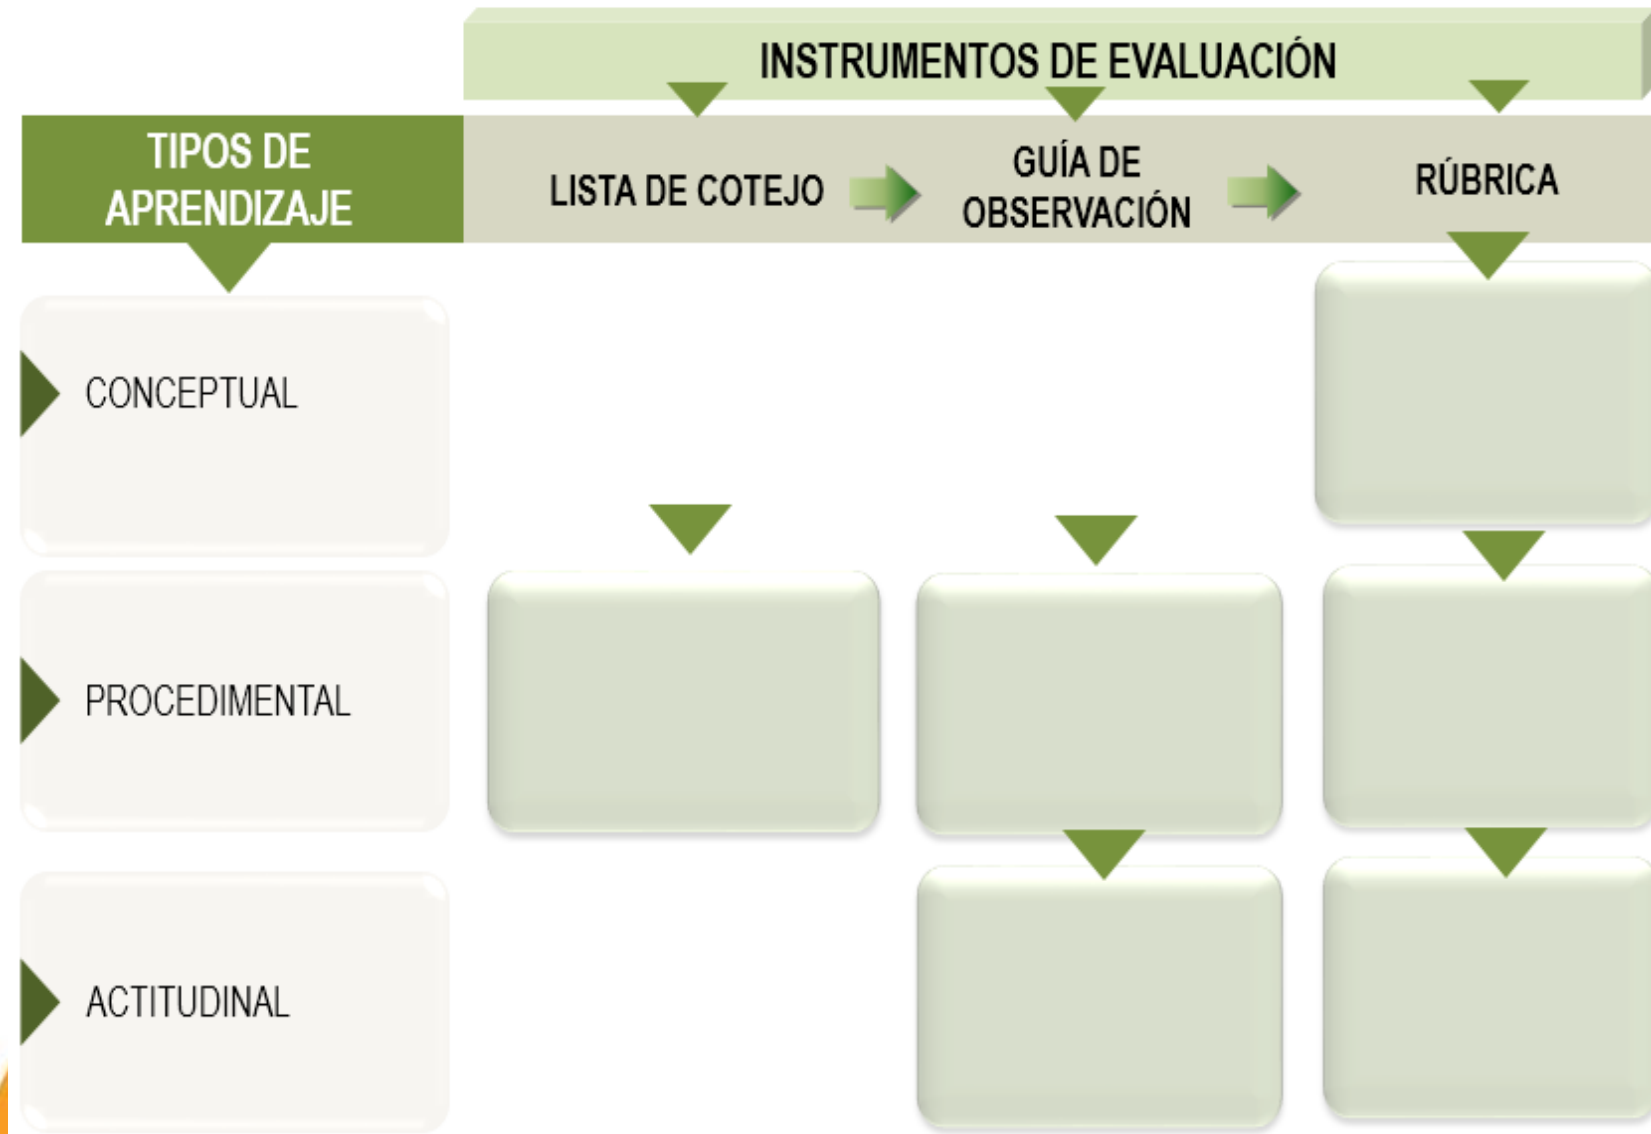 INSTRUMENTOS DE EVALUACIÓN
TIPOS DE
APRENDIZAJE
LISTA DE COTEJO
GUÍA DE
OBSERVACIÓN
RÚBRICA
CONCEPTUAL
PROCEDIMENTAL
ACTITUDINAL